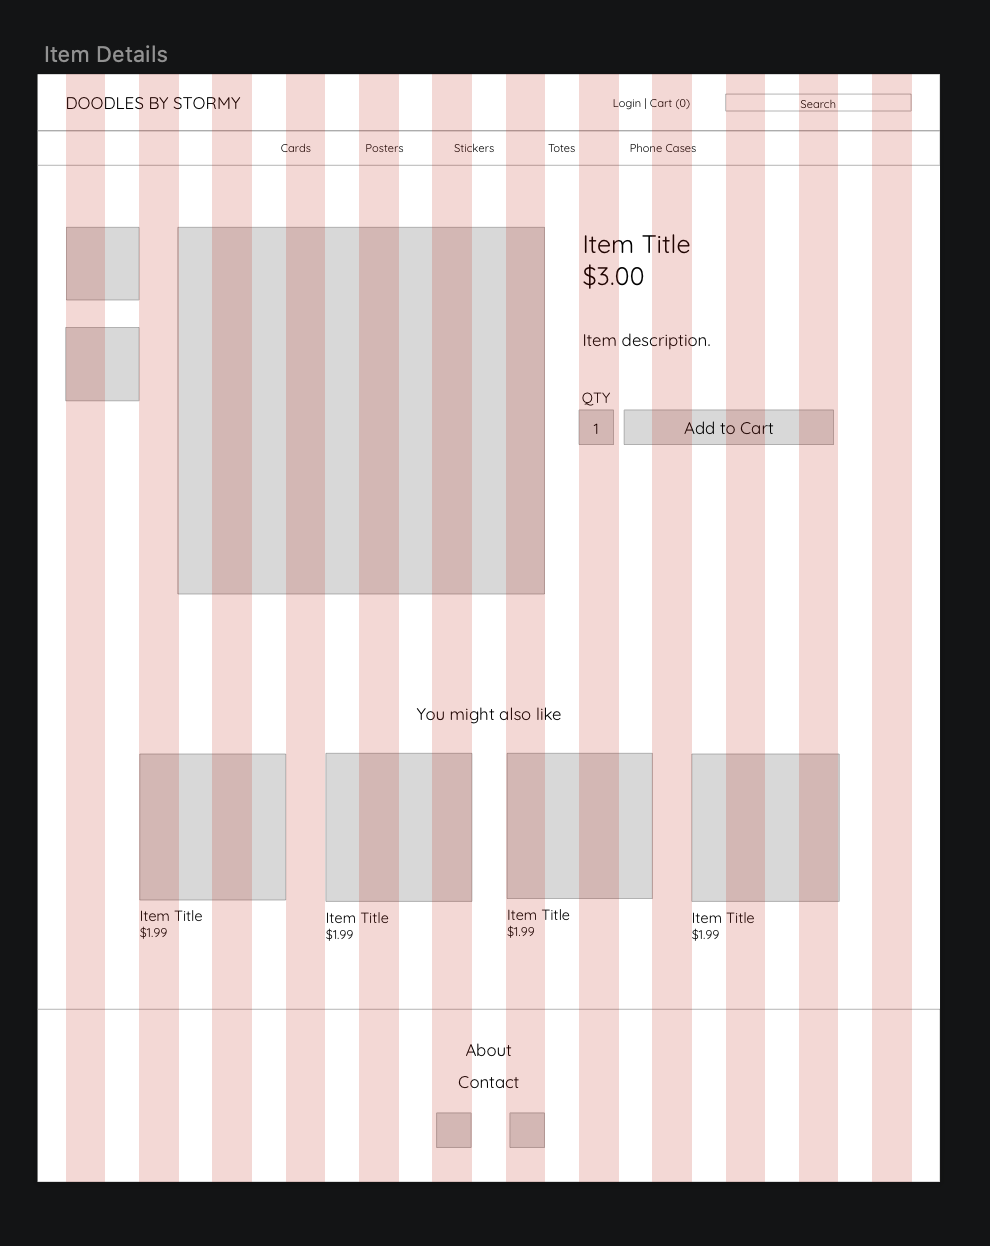 Item Details
DOODLES BY STORMY
Login | Cart (0)
Search
Cards
Posters
Stickers
Totes
Phone Cases
Item Title
$3.00
Item description.
QTY
1
Add to Cart
You might also like
Item Title
$1.99
Item Title
$1.99
Item Title
$1.99
Item Title
$1.99
About
Contact